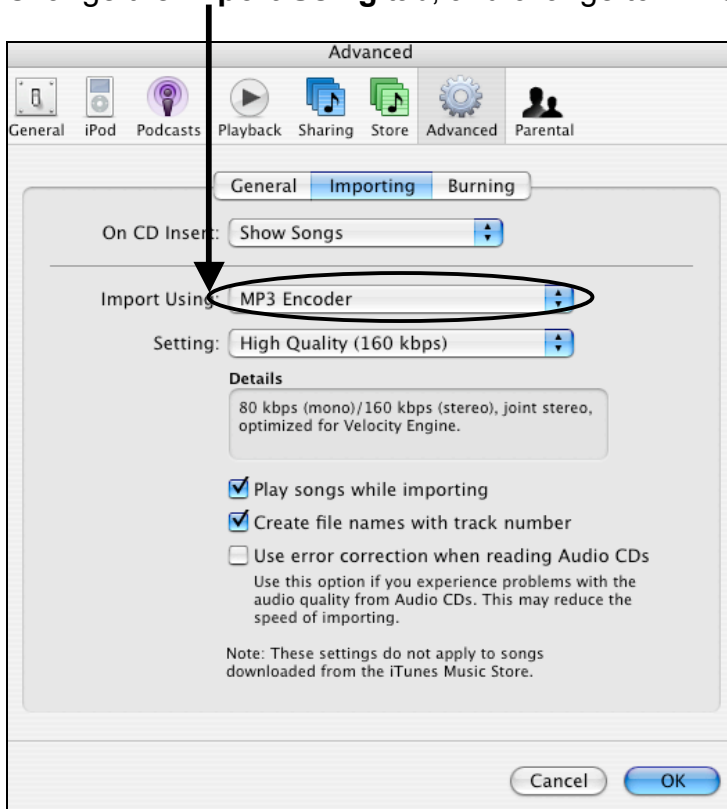 Advanced
General iPod Podcasts Playback Sharing Store Advanced Parental
General Importing Burning
On CD Insert: Show Songs
Import Using: MP3 Encoder
Setting: High Quality (160 kbps)
Details
80 kbps (mono)/160 kbps (stereo), joint stereo,
optimized for Velocity Engine.
Play songs while importing
Create file names with track number
Use error correction when reading Audio CDs
Use this option if you experience problems with the
audio quality from Audio CDs. This may reduce the
speed of importing.
Note: These settings do not apply to songs
downloaded from the iTunes Music Store.
Cancel OK